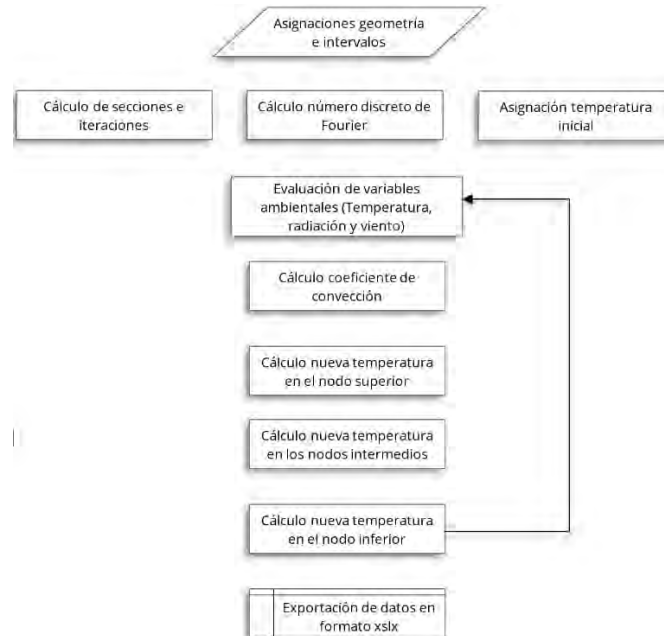 Asignaciones geometría
e intervalos
Cálculo de secciones e
iteraciones
Cálculo número discreto de
Fourier
Asignación temperatura
inicial
Evaluación de variables
ambientales (Temperatura,
radiación y viento)
Cálculo coeficiente de
convección
Cálculo nueva temperatura
en el nodo superior
Cálculo nueva temperatura
en los nodos intermedios
Cálculo nueva temperatura
en el nodo inferior
Exportación de datos en
formato xslx